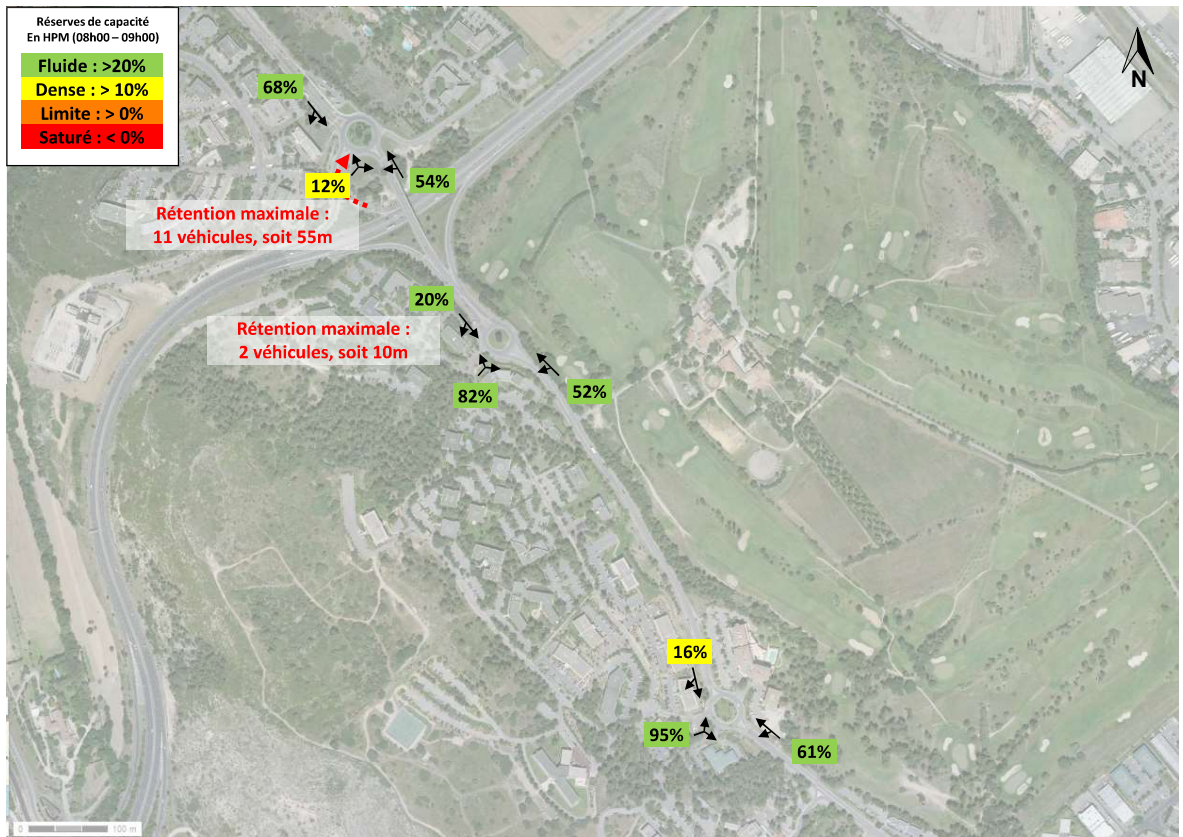 Réserves de capacité
En HPM (08h00 – 09h00)
Fluide : >20%
Dense : > 10%
Limite : > 0%
Saturé : < 0%
N
68%
12%
54%
Rétention maximale :
11 véhicules, soit 55m
20%
Rétention maximale :
2 véhicules, soit 10m
82%
52%
16%
95%
61%
0
100 m